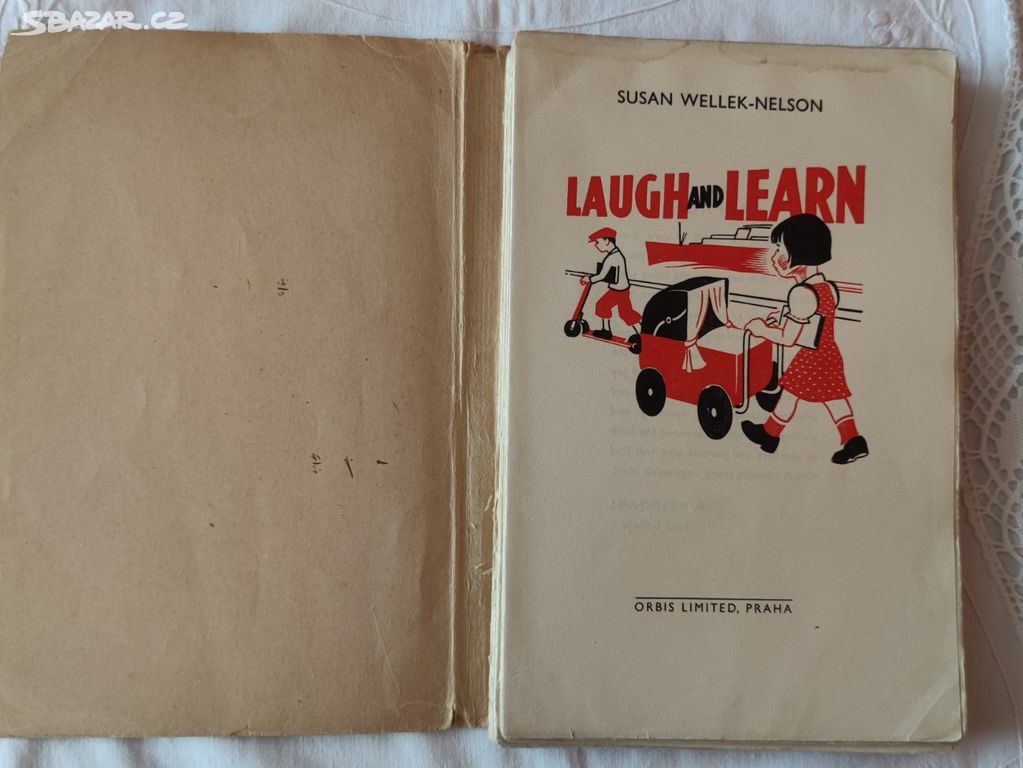 SBAZAR.CZ
SUSAN WELLEK-NELSON
LAUGH AND LEARN
ORBIS LIMITED, PRAHA